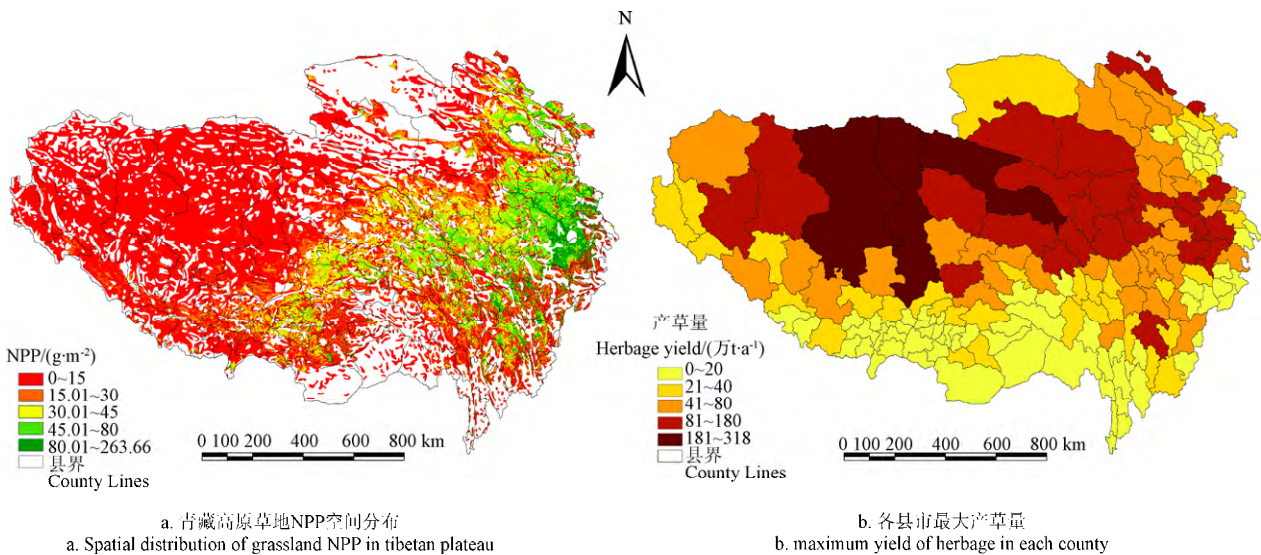 N
NPP/(g·m⁻²)
0~15
15.01~30
30.01~45
45.01~80
80.01~263.66
县界
County Lines
0 100 200 400 600 800 km
a. 青藏高原草地NPP空间分布
a. Spatial distribution of grassland NPP in tibetan plateau
产草量
Herbage yield/(万t·a⁻¹)
0~20
21~40
41~80
81~180
181~318
县界
County Lines
0 100 200 400 600 800 km
b. 各县市最大产草量
b. maximum yield of herbage in each county